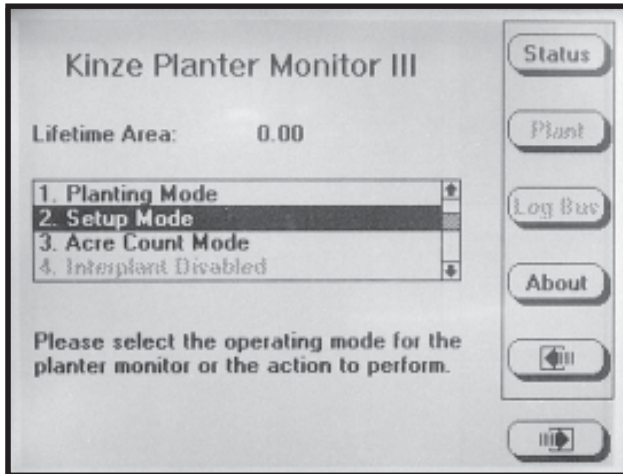 Kinze Planter Monitor III
Lifetime Area: 0.00
1. Planting Mode
2. Setup Mode
3. Acre Count Mode
4. Interplant Disabled
Please select the operating mode for the
planter monitor or the action to perform.
Status
Plant
Log Bus
About